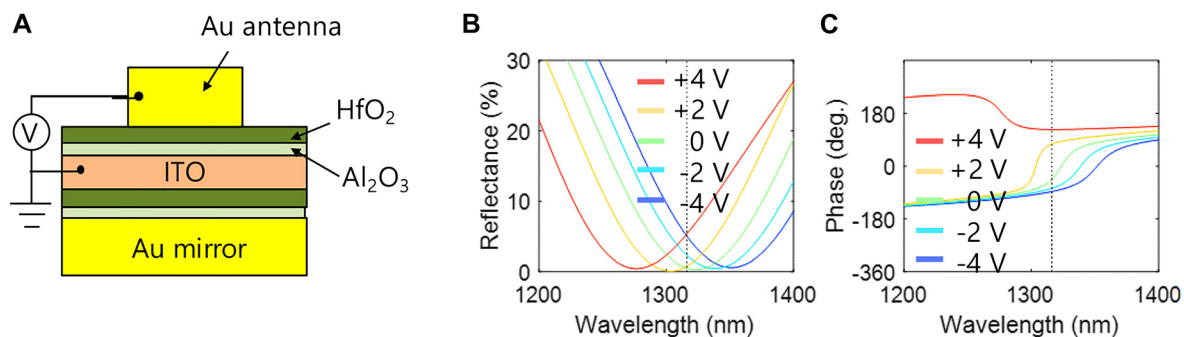 A
Au antenna
V
HfO₂
Al₂O₃
ITO
Au mirror
B
Reflectance (%)
30
20
10
0
+4 V
+2 V
0 V
-2 V
-4 V
1200
1300
1400
Wavelength (nm)
C
Phase (deg.)
180
0
-180
-360
+4 V
+2 V
0 V
-2 V
-4 V
1200
1300
1400
Wavelength (nm)